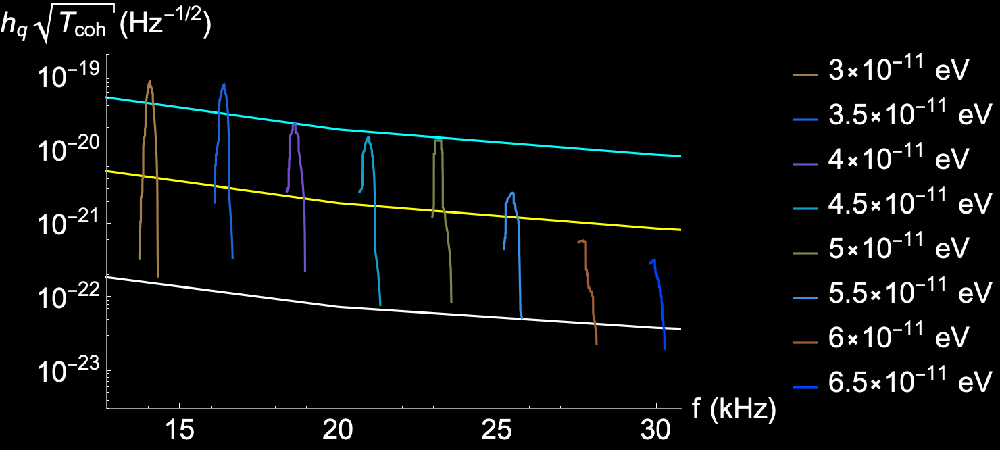 h_q √T_coh (Hz^−1/2)
10^−19
10^−20
10^−21
10^−22
10^−23
15 20 25 30
f (kHz)
3×10^−11 eV
3.5×10^−11 eV
4×10^−11 eV
4.5×10^−11 eV
5×10^−11 eV
5.5×10^−11 eV
6×10^−11 eV
6.5×10^−11 eV